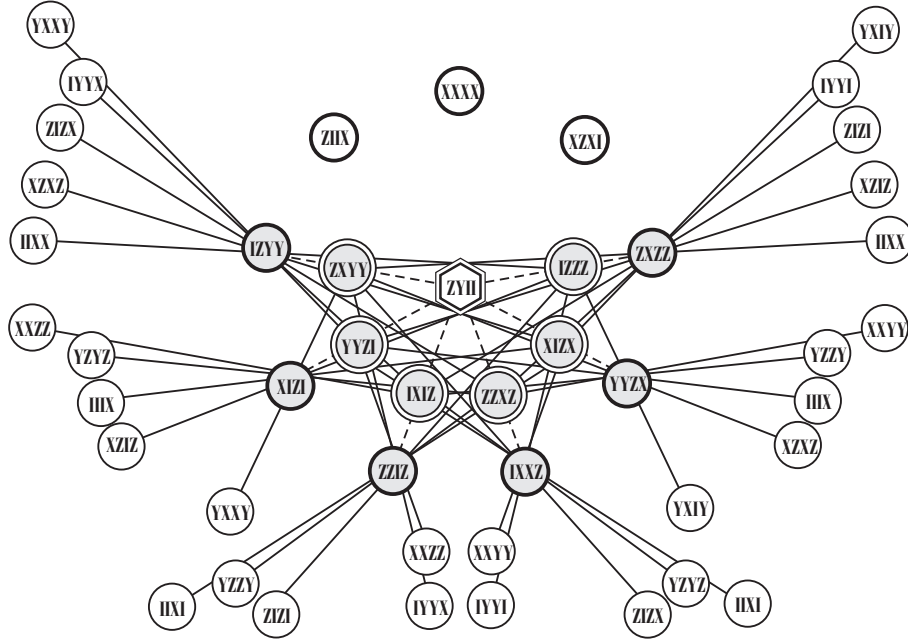 YXXY
YXIY
IYYX
IYYI
XXXX
ZIZX
ZIZI
ZIIX
XZXI
XZXZ
XZIZ
IIXX
IIXX
IZYY
ZXZZ
ZXYY
IZZZ
ZYII
XXZZ
XXYY
YZYZ
YZZY
YYZI
XIZX
XIZI
YYZX
IXIZ
ZZXZ
IIIX
IIIX
XZIZ
XZXZ
ZZIZ
IXXZ
YXXY
YXIY
XXZZ
XXYY
YZZY
YZYZ
IIXI
IIXI
IYYX
IYYI
ZIZI
ZIZX